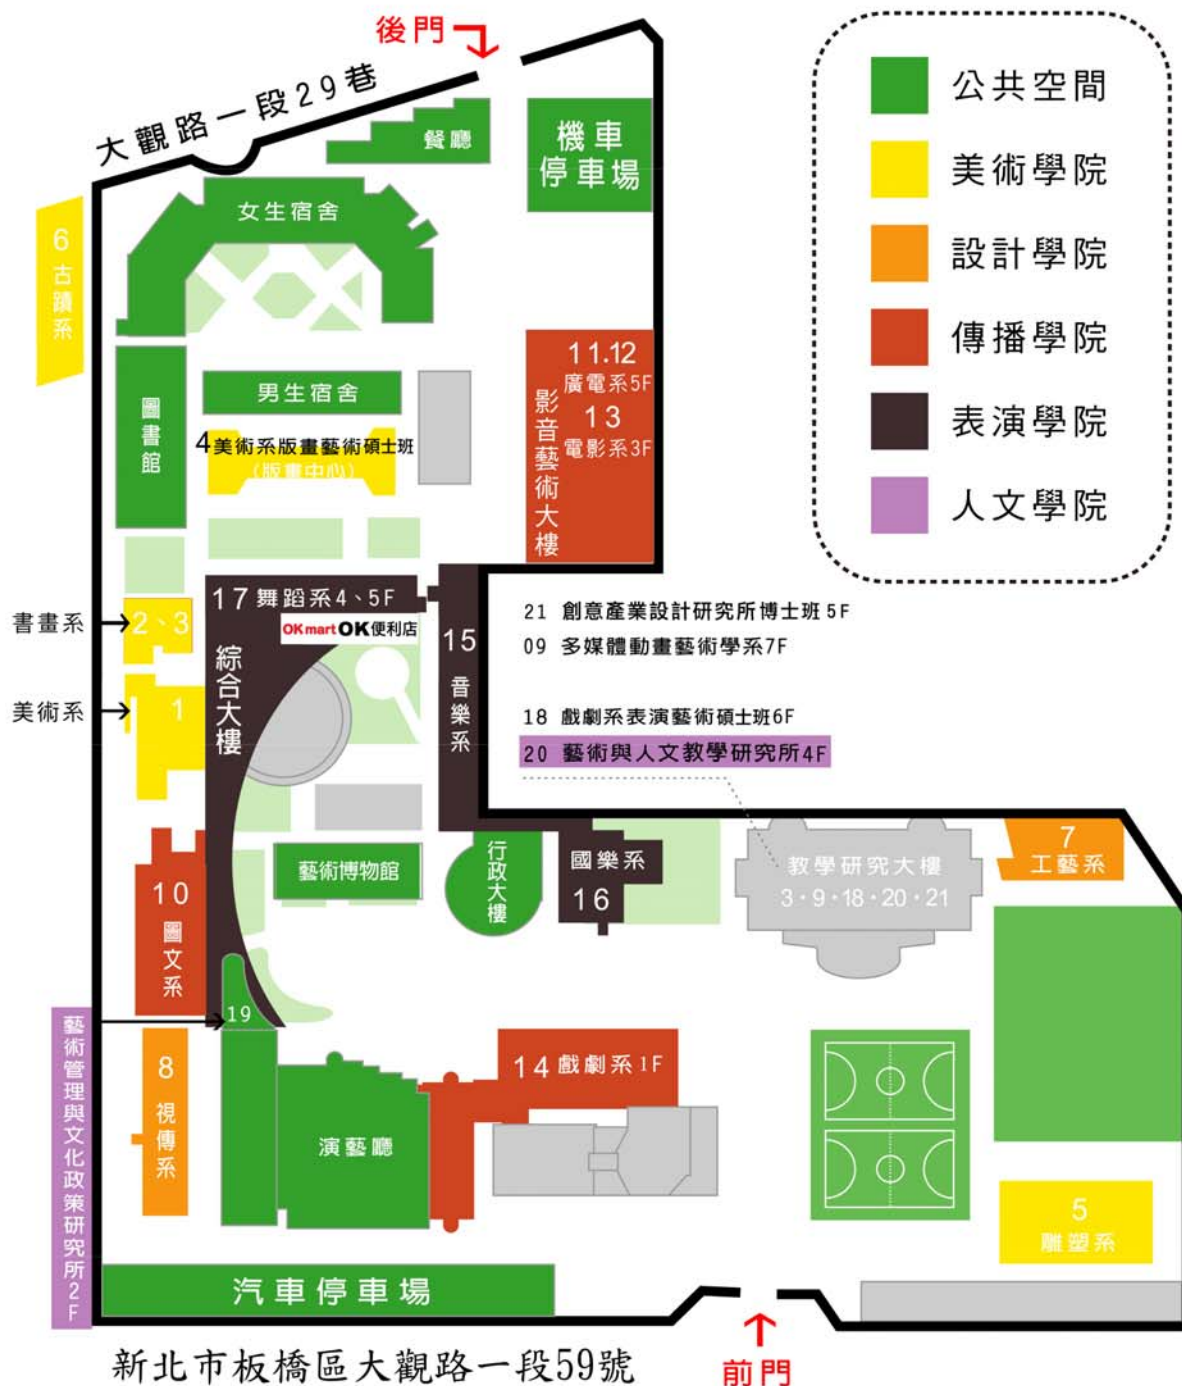 後門
大觀路一段29巷
餐廳
機車
停車場
公共空間
美術學院
設計學院
傳播學院
表演學院
人文學院
女生宿舍
6
古蹟系
圖書館
男生宿舍
4美術系版畫藝術碩士班
(版畫中心)
11.12
廣電系5F
13
電影系3F
影音藝術大樓
書畫系
2、3
17 舞蹈系4、5F
OKmart OK便利店
綜合大樓
15
音樂系
21 創意產業設計研究所博士班5F
09 多媒體動畫藝術學系7F
18 戲劇系表演藝術碩士班6F
20 藝術與人文教學研究所4F
美術系
1
10
圖文系
藝術博物館
行政大樓
國樂系
16
教學研究大樓
3・9・18・20・21
7
工藝系
19
藝術管理與文化政策研究所2F
8
視傳系
演藝廳
14 戲劇系1F
5
雕塑系
汽車停車場
前門
新北市板橋區大觀路一段59號